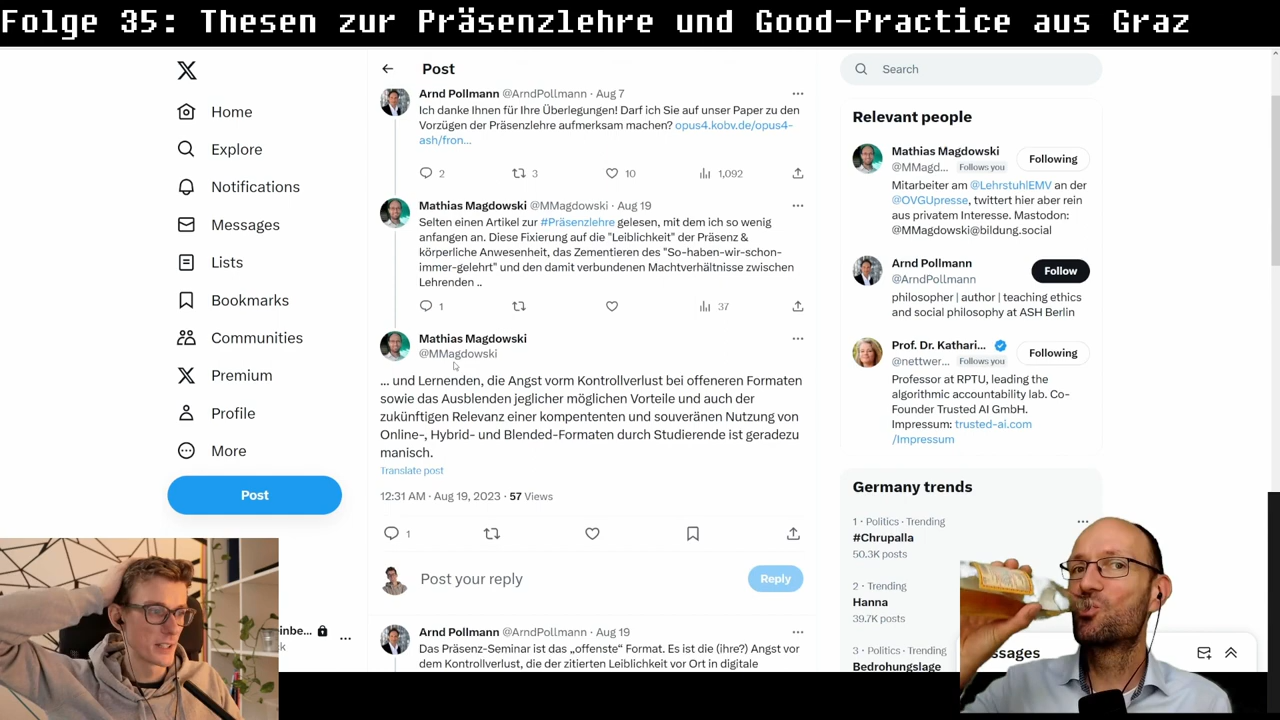 Folge 35: Thesen zur Präsenzlehre und Good-Practice aus Graz
Home
Explore
Notifications
Messages
Lists
Bookmarks
Communities
Premium
Profile
More
Post
Post
Arnd Pollmann @ArndPollmann · Aug 7
Ich danke Ihnen für Ihre Überlegungen! Darf ich Sie auf unser Paper zu den
Vorzügen der Präsenzlehre aufmerksam machen? opus4.kobv.de/opus4-
ash/fron...
2 3 10 1,092
Mathias Magdowski @MMagdowski · Aug 19
Selten einen Artikel zur #Präsenzlehre gelesen, mit dem ich so wenig
anfangen an. Diese Fixierung auf die "Leiblichkeit" der Präsenz &
körperliche Anwesenheit, das Zementieren des "So-haben-wir-schon-
immer-gelehrt" und den damit verbundenen Machtverhältnisse zwischen
Lehrenden ..
1 37
Mathias Magdowski
@MMagdowski
... und Lernenden, die Angst vorm Kontrollverlust bei offeneren Formaten
sowie das Ausblenden jeglicher möglichen Vorteile und auch der
zukünftigen Relevanz einer kompententen und souveränen Nutzung von
Online-, Hybrid- und Blended-Formaten durch Studierende ist geradezu
manisch.
Translate post
12:31 AM · Aug 19, 2023 · 57 Views
1
Post your reply
Reply
Arnd Pollmann @ArndPollmann · Aug 19
Das Präsenz-Seminar ist das „offenste“ Format. Es ist die (ihre?) Angst vor
dem Kontrollverlust, die der zitierten Leiblichkeit vor Ort in digitale
Search
Relevant people
Mathias Magdowski
@MMagd... Follows you
Following
Mitarbeiter am @LehrstuhlEMV an der
@OVGUpresse, twittert hier aber rein
aus privatem Interesse. Mastodon:
@MMagdowski@bildung.social
Arnd Pollmann
@ArndPollmann
Follow
philosopher | author | teaching ethics
and social philosophy at ASH Berlin
Prof. Dr. Kathari...
@nettwer... Follows you
Following
Professor at RPTU, leading the
algorithmic accountability lab. Co-
Founder Trusted AI GmbH.
Impressum: trusted-ai.com
/Impressum
Germany trends
1 · Politics · Trending
#Chrupalla
50.3K posts
2 · Trending
Hanna
39.7K posts
3 · Politics · Trending
Bedrohungslage